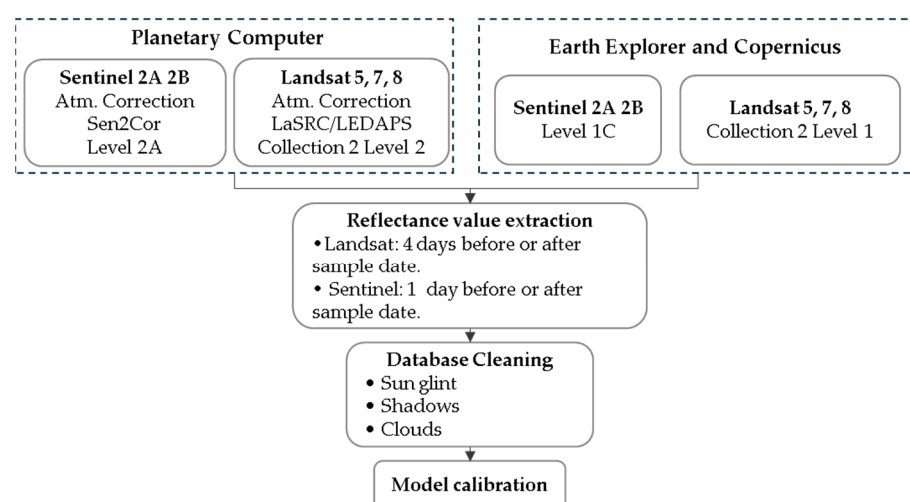 Planetary Computer
Sentinel 2A 2B
Atm. Correction
Sen2Cor
Level 2A
Landsat 5, 7, 8
Atm. Correction
LaSRC/LEDAPS
Collection 2 Level 2
Earth Explorer and Copernicus
Sentinel 2A 2B
Level 1C
Landsat 5, 7, 8
Collection 2 Level 1
Reflectance value extraction
• Landsat: 4 days before or after
sample date.
• Sentinel: 1 day before or after
sample date.
Database Cleaning
• Sun glint
• Shadows
• Clouds
Model calibration